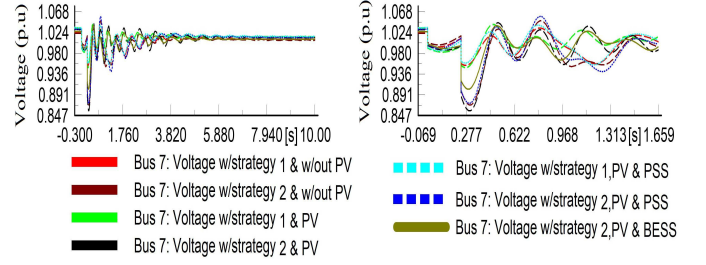 Voltage (p.u)
1.068
1.024
0.980
0.936
0.891
0.847
-0.300 1.760 3.820 5.880 7.940 [s] 10.00
Voltage (p.u)
1.068
1.024
0.980
0.936
0.891
0.847
-0.069 0.277 0.622 0.968 1.313 [s] 1.659
Bus 7: Voltage w/strategy 1 & w/out PV
Bus 7: Voltage w/strategy 2 & w/out PV
Bus 7: Voltage w/strategy 1 & PV
Bus 7: Voltage w/strategy 2 & PV
Bus 7: Voltage w/strategy 1,PV & PSS
Bus 7: Voltage w/strategy 2,PV & PSS
Bus 7: Voltage w/strategy 2,PV & BESS